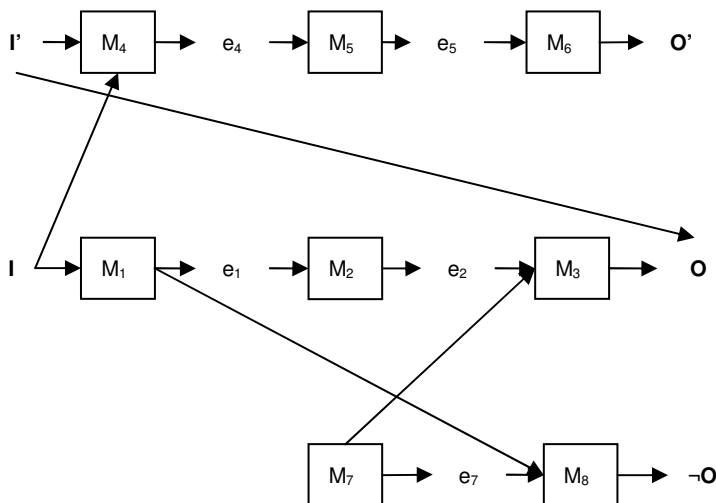 I’ M₄ e₄ M₅ e₅ M₆ O’
I M₁ e₁ M₂ e₂ M₃ O
M₇ e₇ M₈ ¬O